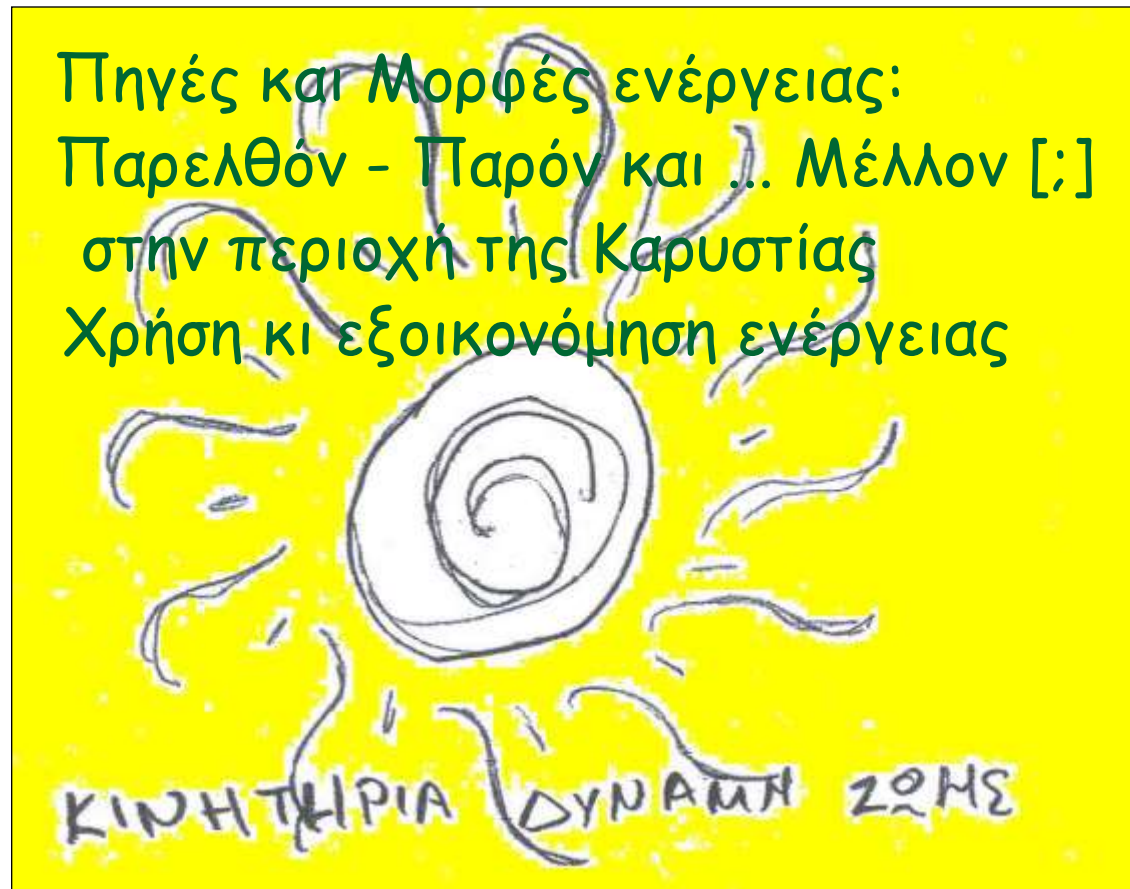 Πηγές και Μορφές ενέργειας:
Παρελθόν - Παρόν και ... Μέλλον [;]
στην περιοχή της Καρυστίας
Χρήση κι εξοικονόμηση ενέργειας
ΚΙΝΗΤΗΡΙΑ ΔΥΝΑΜΗ ΖΩΗΣ